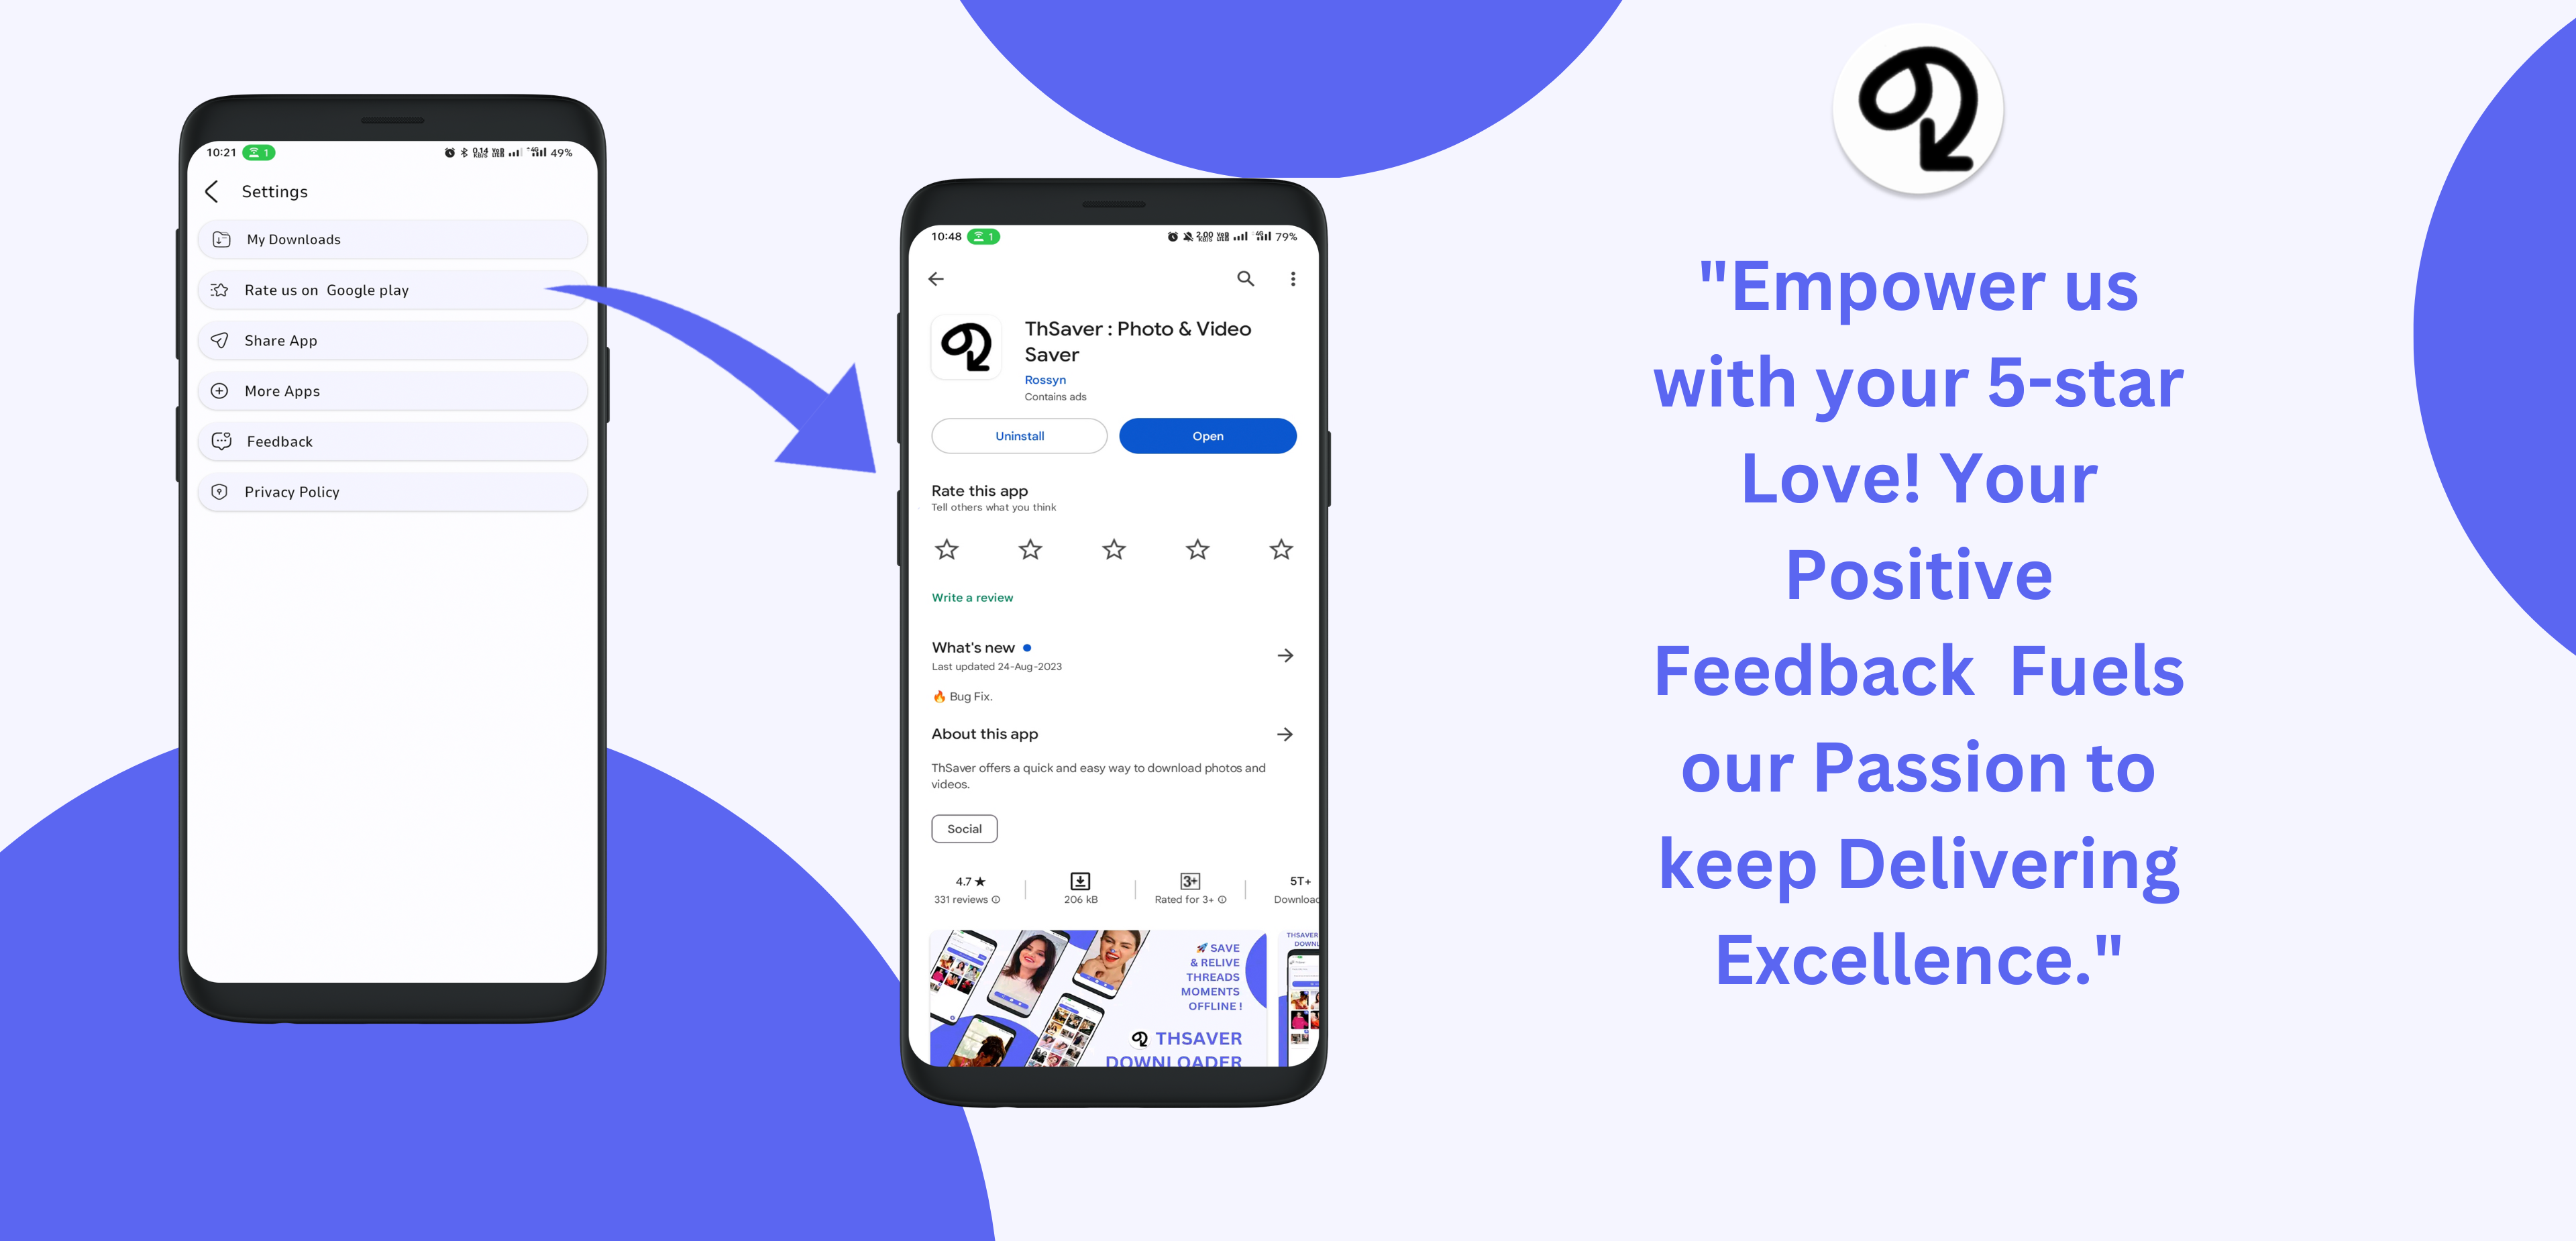 10:21 1 49%
Settings
My Downloads
Rate us on Google play
Share App
More Apps
Feedback
Privacy Policy
10:48 1 79%
ThSaver : Photo & Video
Saver
Rossyn
Contains ads
Uninstall
Open
Rate this app
Tell others what you think
Write a review
What's new
Last updated 24-Aug-2023
🔥 Bug Fix.
About this app
ThSaver offers a quick and easy way to download photos and
videos.
Social
4.7 ★
331 reviews
206 kB
3+
Rated for 3+
5T+
Downloa
🚀 SAVE
& RELIVE
THREADS
MOMENTS
OFFLINE !
THSAVER
DOWNLOADER
THSAVER
DOWNL
"Empower us
with your 5-star
Love! Your
Positive
Feedback Fuels
our Passion to
keep Delivering
Excellence."